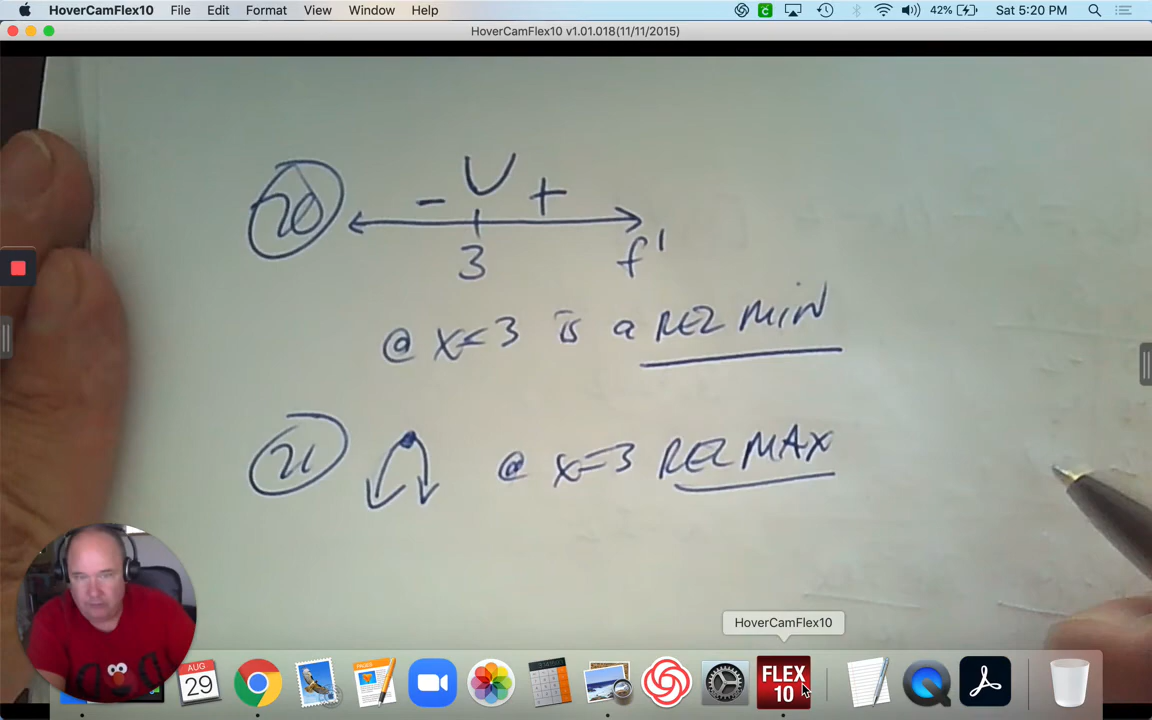 HoverCamFlex10 File Edit Format View Window Help 42% Sat 5:20 PM
HoverCamFlex10 v1.01.018(11/11/2015)
20
- U +
3 f'
@ x=3 is a REL MIN
21 @ x=3 REL MAX
HoverCamFlex10
AUG
29
PAGES
FLEX
10